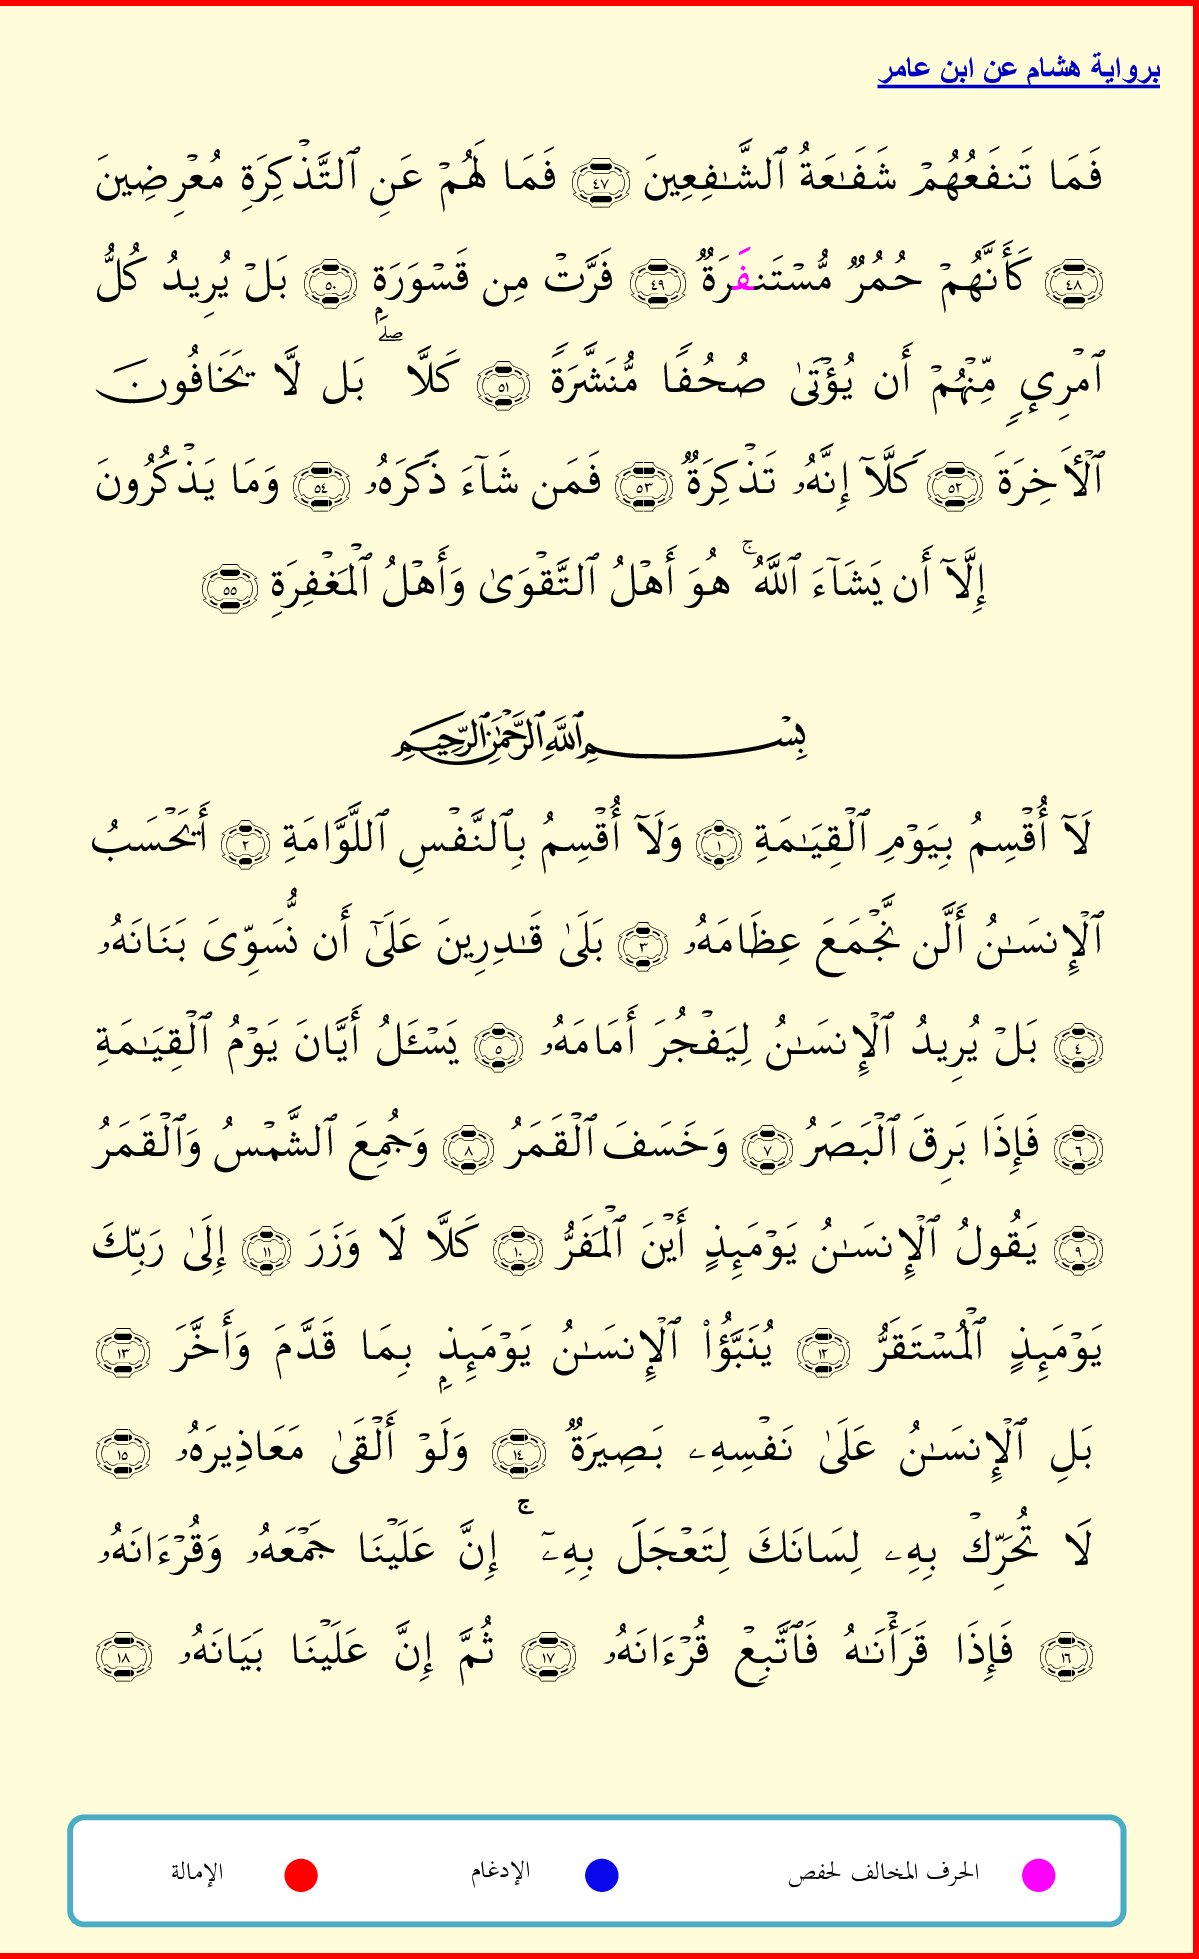 برواية هشام عن ابن عامر
فَمَا تَنفَعُهُمْ شَفَـٰعَةُ ٱلشَّـٰفِعِينَ ٤٧ فَمَا لَهُمْ عَنِ ٱلتَّذْكِرَةِ مُعْرِضِينَ
٤٨ كَأَنَّهُمْ حُمُرٌ مُّسْتَنفَرَةٌ ٤٩ فَرَّتْ مِن قَسْوَرَةٍۭ ٥٠ بَلْ يُرِيدُ كُلُّ
ٱمْرِيٍٕ مِّنْهُمْ أَن يُؤْتَىٰ صُحُفًا مُّنَشَّرَةً ٥١ كَلَّا ۖ بَل لَّا يَخَافُونَ
ٱلْأَخِرَةَ ٥٢ كَلَّآ إِنَّهُۥ تَذْكِرَةٌ ٥٣ فَمَن شَآءَ ذَكَرَهُۥ ٥٤ وَمَا يَذْكُرُونَ
إِلَّآ أَن يَشَآءَ ٱللَّهُ ۚ هُوَ أَهْلُ ٱلتَّقْوَىٰ وَأَهْلُ ٱلْمَغْفِرَةِ ٥٥
بِسْمِ ٱللَّهِ ٱلرَّحْمَـٰنِ ٱلرَّحِيمِ
لَآ أُقْسِمُ بِيَوْمِ ٱلْقِيَـٰمَةِ ١ وَلَآ أُقْسِمُ بِٱلنَّفْسِ ٱللَّوَّامَةِ ٢ أَيَحْسَبُ
ٱلْإِنسَـٰنُ أَلَّن نَّجْمَعَ عِظَامَهُۥ ٣ بَلَىٰ قَـٰدِرِينَ عَلَىٰٓ أَن نُّسَوِّىَ بَنَانَهُۥ
٤ بَلْ يُرِيدُ ٱلْإِنسَـٰنُ لِيَفْجُرَ أَمَامَهُۥ ٥ يَسْـَٔلُ أَيَّانَ يَوْمُ ٱلْقِيَـٰمَةِ
٦ فَإِذَا بَرِقَ ٱلْبَصَرُ ٧ وَخَسَفَ ٱلْقَمَرُ ٨ وَجُمِعَ ٱلشَّمْسُ وَٱلْقَمَرُ
٩ يَقُولُ ٱلْإِنسَـٰنُ يَوْمَئِذٍ أَيْنَ ٱلْمَفَرُّ ١٠ كَلَّا لَا وَزَرَ ١١ إِلَىٰ رَبِّكَ
يَوْمَئِذٍ ٱلْمُسْتَقَرُّ ١٢ يُنَبَّؤُا۟ ٱلْإِنسَـٰنُ يَوْمَئِذٍۭ بِمَا قَدَّمَ وَأَخَّرَ ١٣
بَلِ ٱلْإِنسَـٰنُ عَلَىٰ نَفْسِهِۦ بَصِيرَةٌ ١٤ وَلَوْ أَلْقَىٰ مَعَاذِيرَهُۥ ١٥
لَا تُحَرِّكْ بِهِۦ لِسَانَكَ لِتَعْجَلَ بِهِۦٓ ۚ إِنَّ عَلَيْنَا جَمْعَهُۥ وَقُرْءَانَهُۥ
١٦ فَإِذَا قَرَأْنَـٰهُ فَٱتَّبِعْ قُرْءَانَهُۥ ١٧ ثُمَّ إِنَّ عَلَيْنَا بَيَانَهُۥ ١٨
الحرف المخالف لحفص الإدغام الإمالة